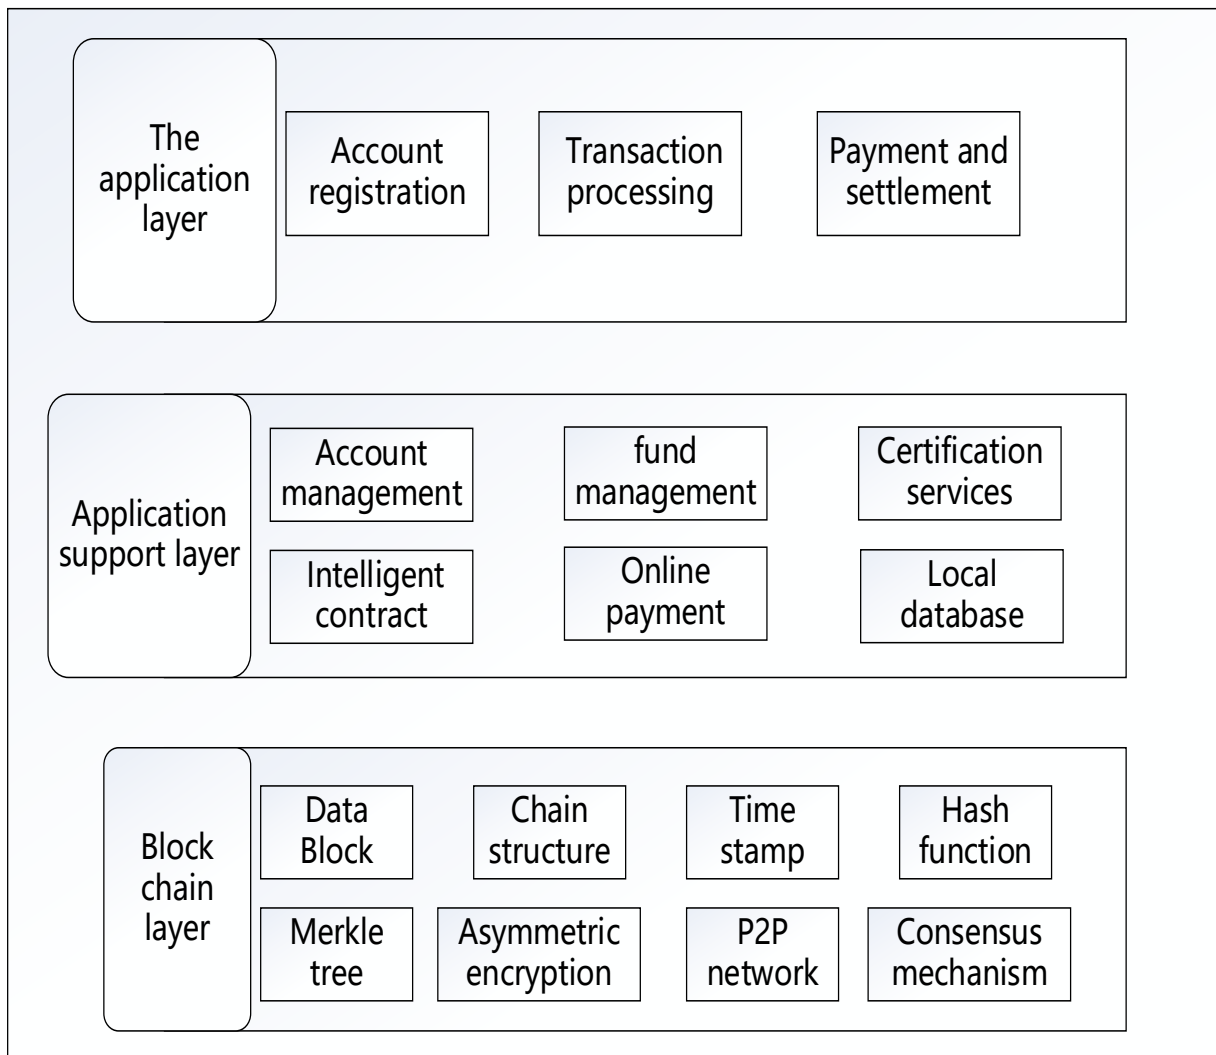 The
application
layer
Account
registration
Transaction
processing
Payment and
settlement
Application
support layer
Account
management
fund
management
Certification
services
Intelligent
contract
Online
payment
Local
database
Block
chain
layer
Data
Block
Chain
structure
Time
stamp
Hash
function
Merkle
tree
Asymmetric
encryption
P2P
network
Consensus
mechanism